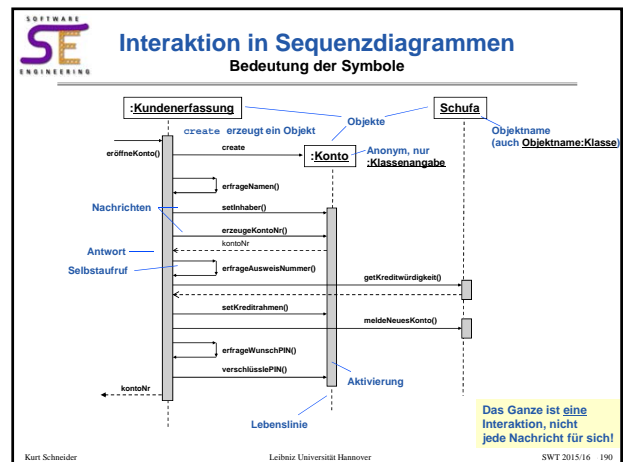 SOFTWARE
SE
ENGINEERING
Interaktion in Sequenzdiagrammen
Bedeutung der Symbole
:Kundenerfassung
Schufa
Objekte
create erzeugt ein Objekt
Objektname
(auch Objektname:Klasse)
eröffneKonto()
create
:Konto
Anonym, nur
:Klassenangabe
erfrageNamen()
Nachrichten
setInhaber()
erzeugeKontoNr()
kontoNr
Antwort
Selbstaufruf
erfrageAusweisNummer()
getKreditwürdigkeit()
setKreditrahmen()
meldeNeuesKonto()
erfrageWunschPIN()
verschlüsslePIN()
Aktivierung
kontoNr
Lebenslinie
Das Ganze ist eine
Interaktion, nicht
jede Nachricht für sich!
Kurt Schneider
Leibniz Universität Hannover
SWT 2015/16 190